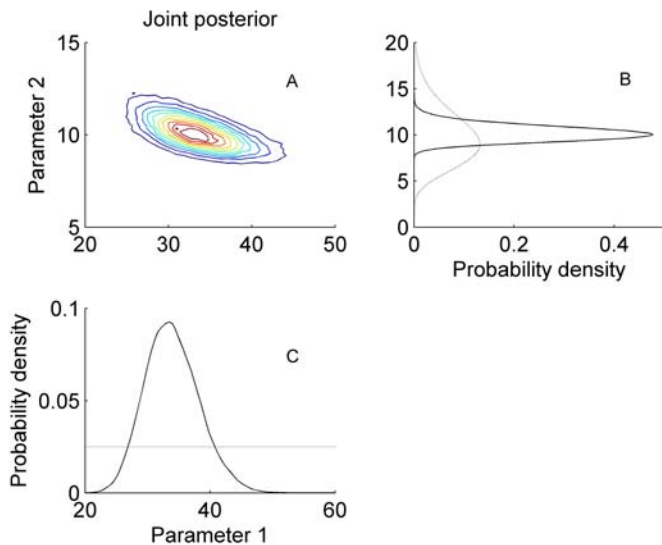 Joint posterior
15
10
5
Parameter 2
A
20
30
40
50
20
15
10
5
0
B
0
0.2
0.4
Probability density
0.1
0.05
0
Probability density
C
20
40
60
Parameter 1